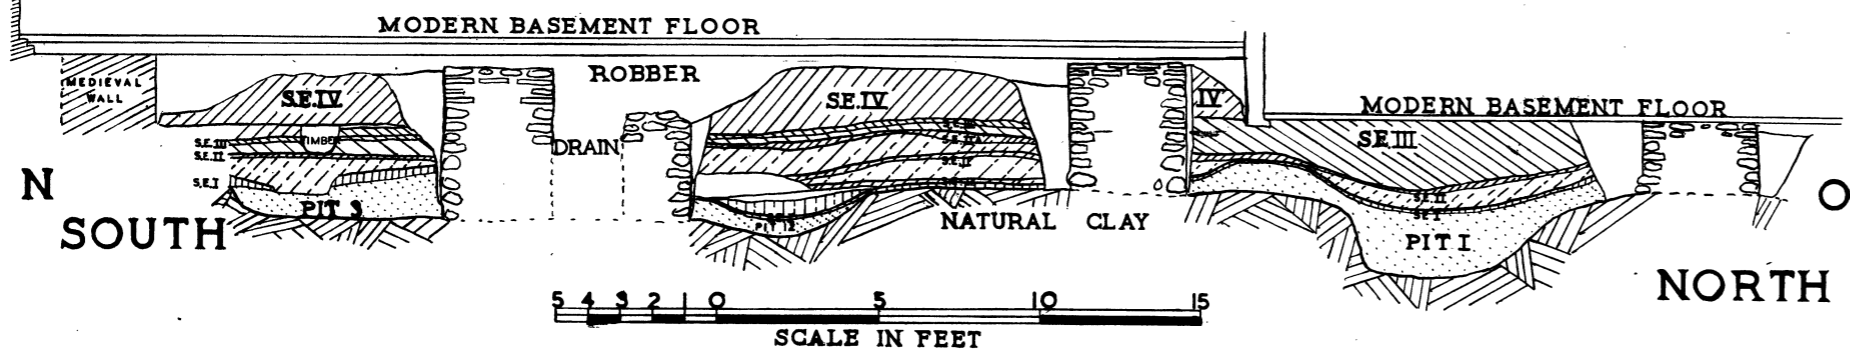 MODERN BASEMENT FLOOR
MEDIEVAL
WALL
S.E.IV
ROBBER
S.E.IV
IV
MODERN BASEMENT FLOOR
TIMBER
S.E.III
S.E.II
DRAIN
S.E.III
S.E.II
S.E.I
PIT 3
PIT 12
NATURAL CLAY
S.E.II
S.E.I
PIT I
N
SOUTH
O
NORTH
5 4 3 2 1 0 5 10 15
SCALE IN FEET